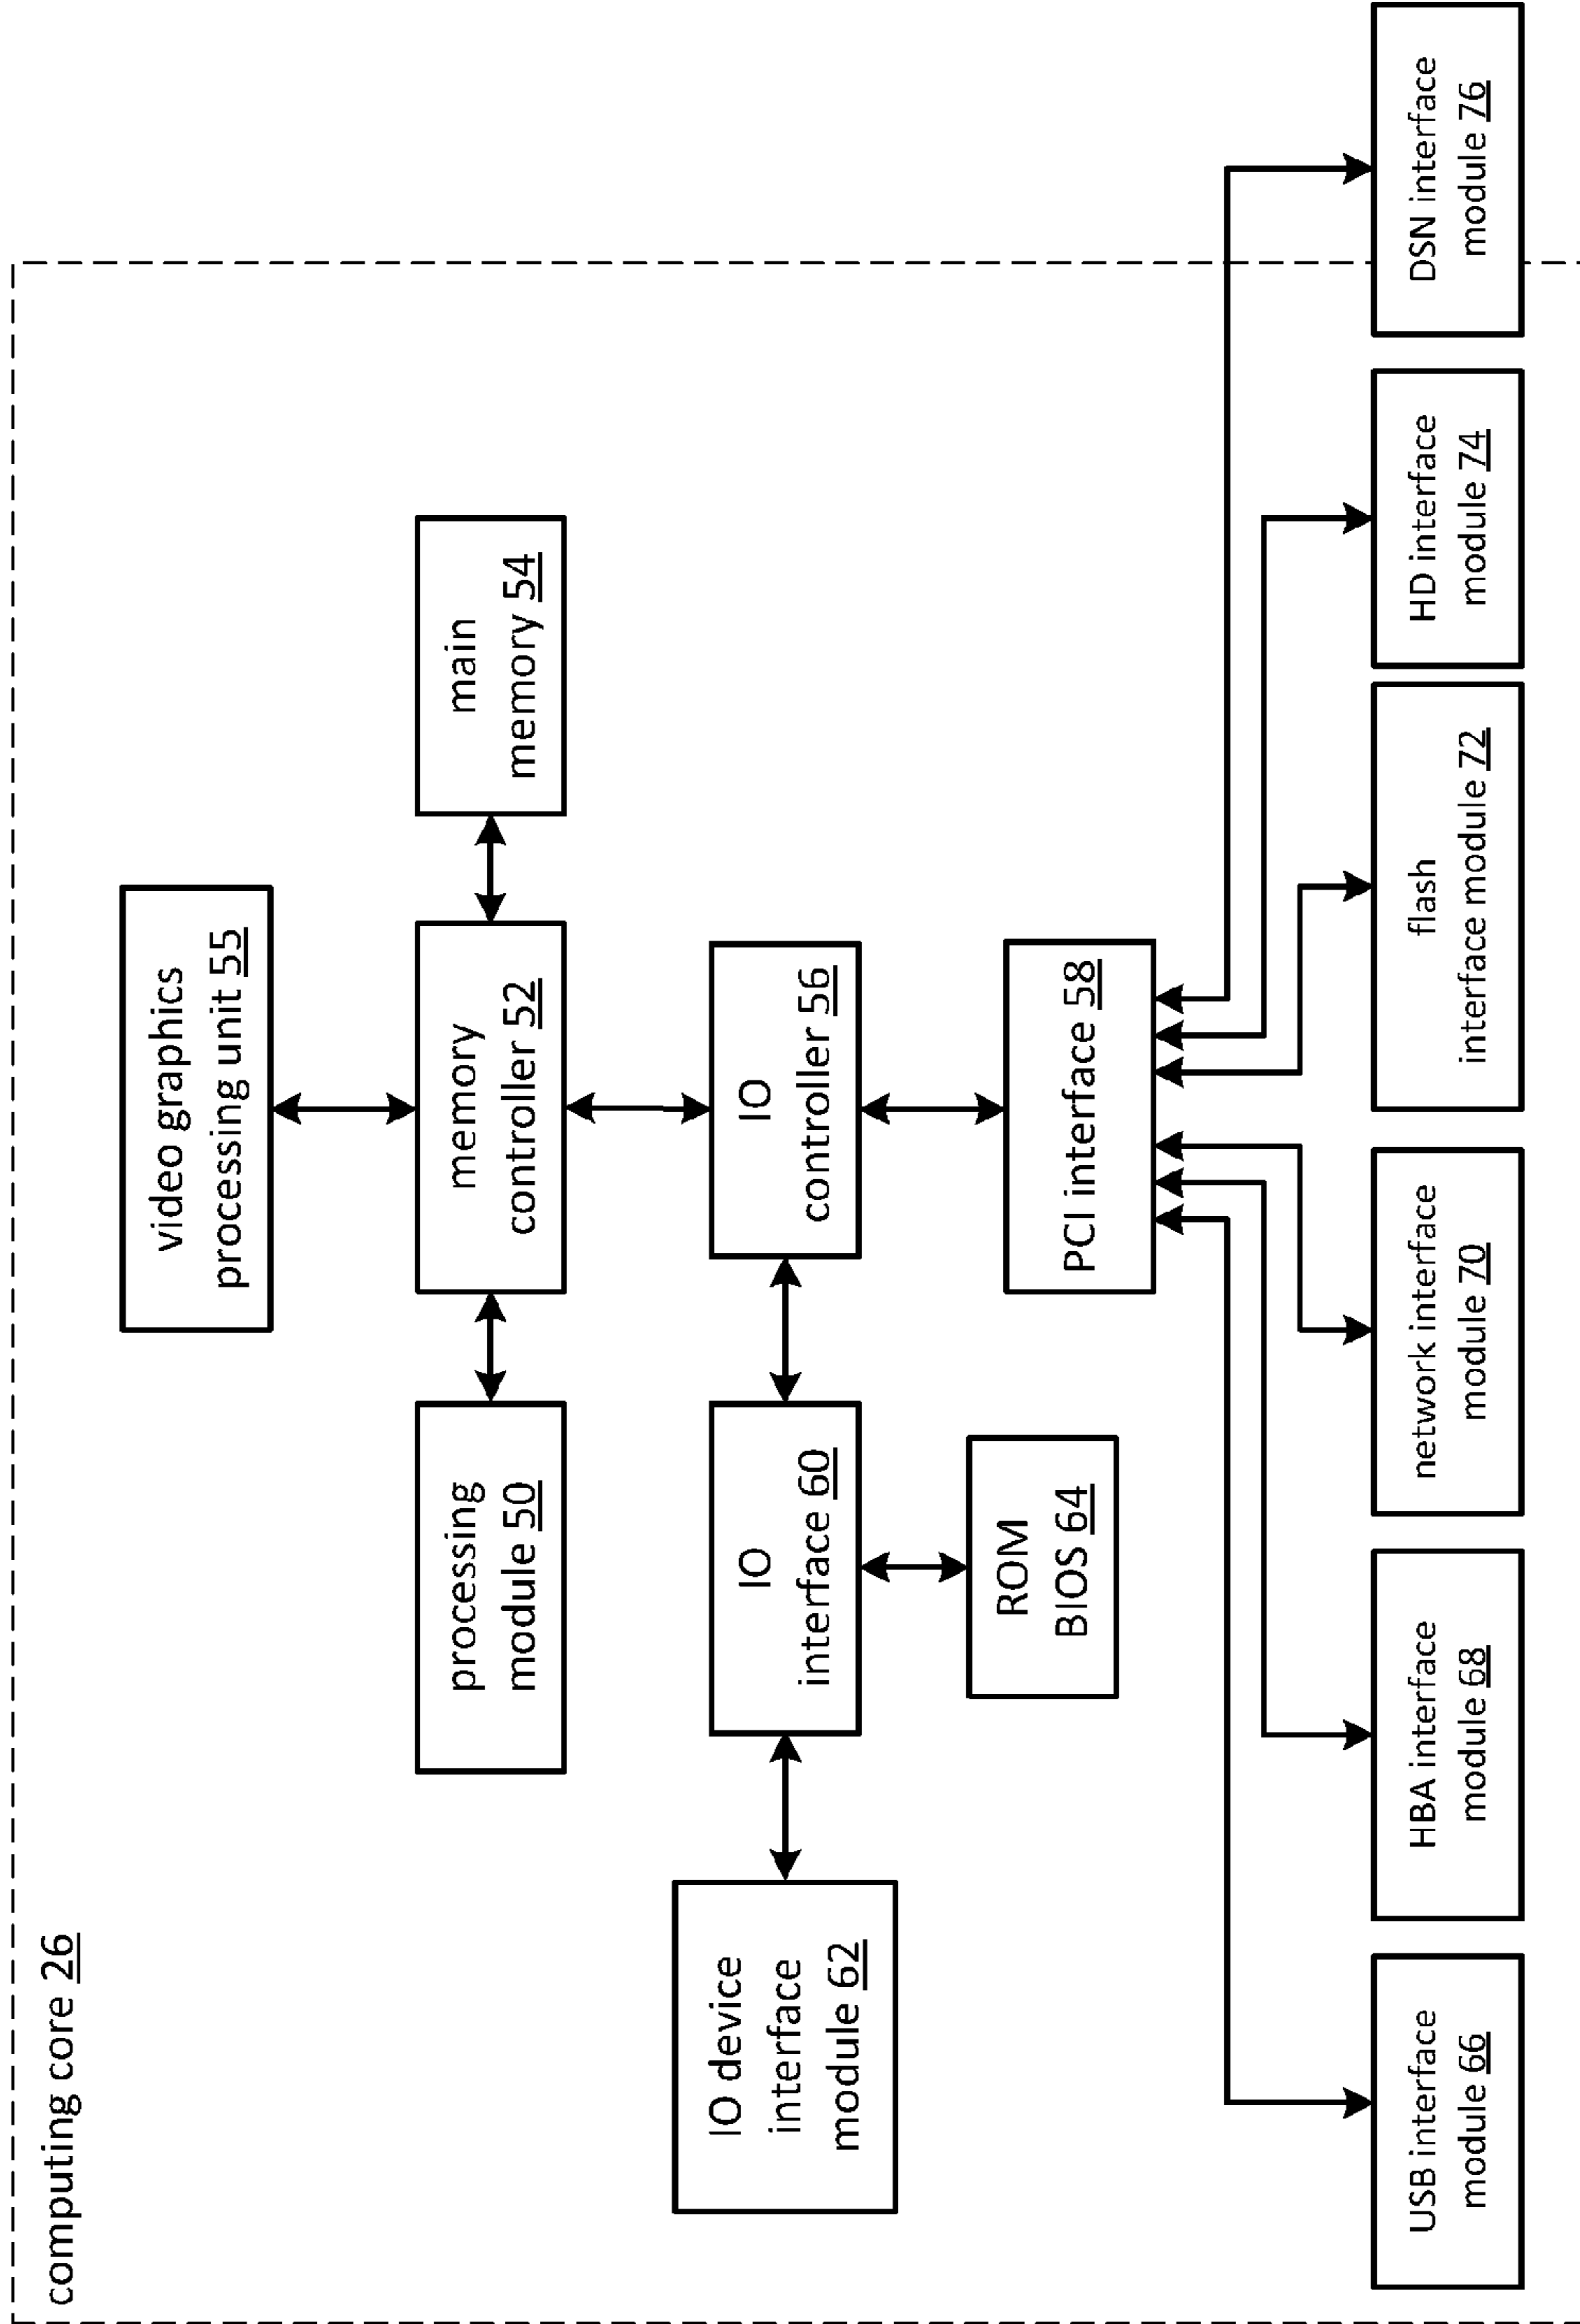 computing core 26
video graphics
processing unit 55
processing
module 50
memory
controller 52
main
memory 54
IO device
interface
module 62
IO
interface 60
IO
controller 56
ROM
BIOS 64
PCI interface 58
USB interface
module 66
HBA interface
module 68
network interface
module 70
flash
interface module 72
HD interface
module 74
DSN interface
module 76